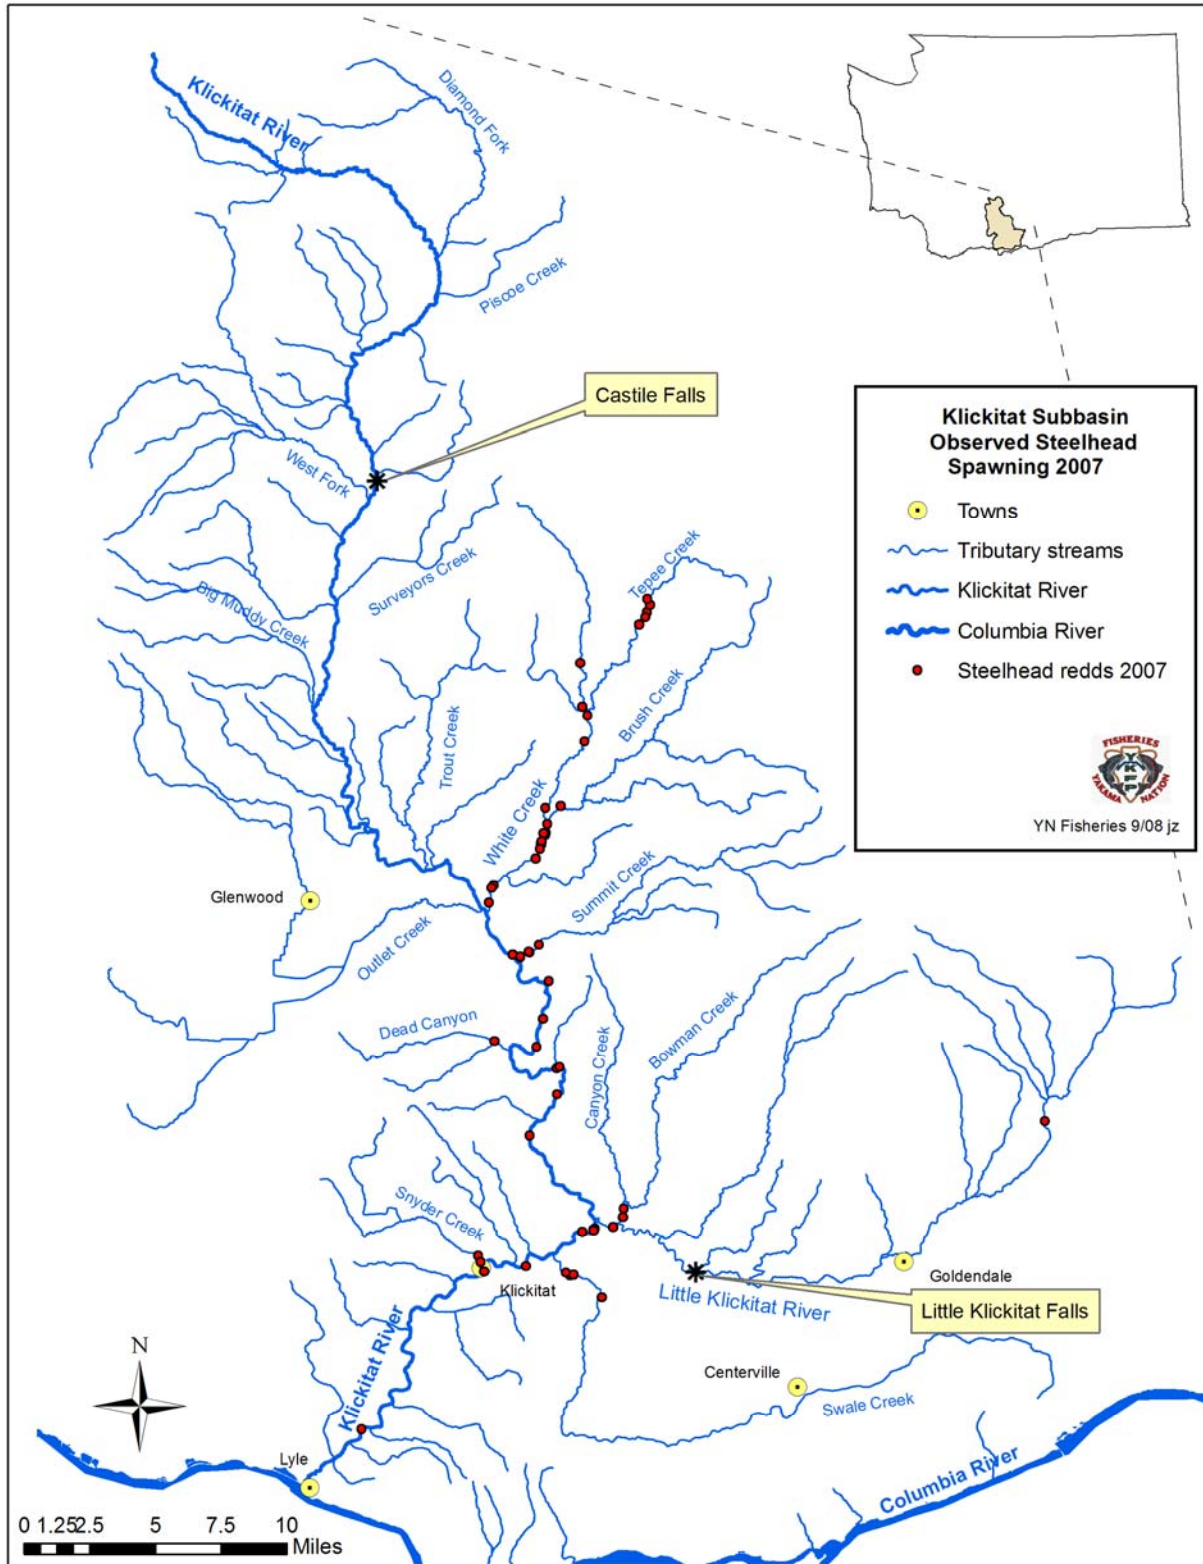 Klickitat River
Diamond Fork
Piscoe Creek
Castile Falls
Klickitat Subbasin
Observed Steelhead
Spawning 2007
Towns
Tributary streams
Klickitat River
Columbia River
Steelhead redds 2007
FISHERIES
YKFP
YAKAMA NATION
YN Fisheries 9/08 jz
West Fork
Surveyors Creek
Tepee Creek
Big Muddy Creek
Brush Creek
Trout Creek
White Creek
Glenwood
Summit Creek
Outlet Creek
Dead Canyon
Canyon Creek
Bowman Creek
Snyder Creek
Klickitat
Goldendale
Little Klickitat River
Little Klickitat Falls
Klickitat River
Centerville
Swale Creek
N
Lyle
Columbia River
0 1.25 2.5 5 7.5 10
Miles